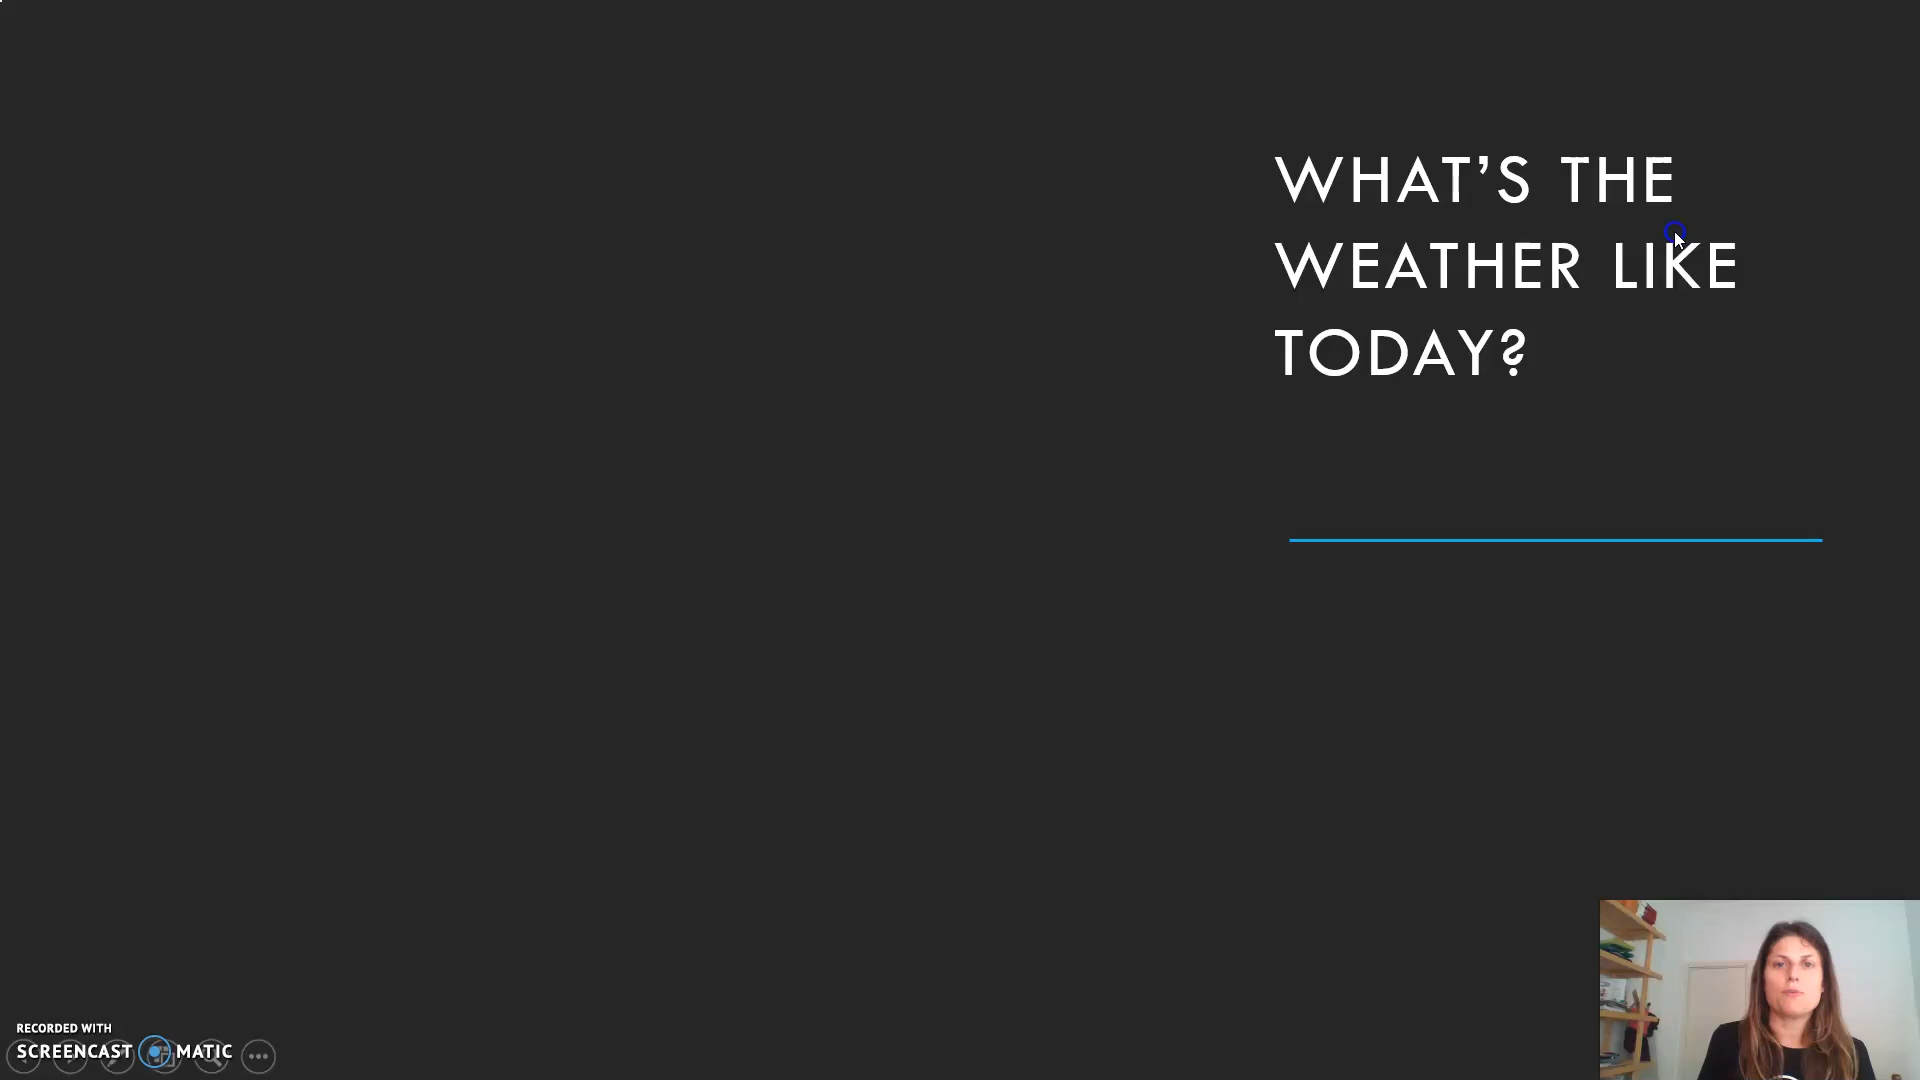 WHAT’S THE
WEATHER LIKE
TODAY?
RECORDED WITH
SCREENCAST MATIC